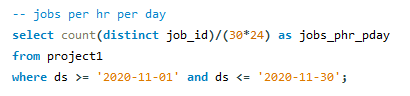 -- jobs per hr per day
select count(distinct job_id)/(30*24) as jobs_phr_pday
from project1
where ds >= '2020-11-01' and ds <= '2020-11-30';